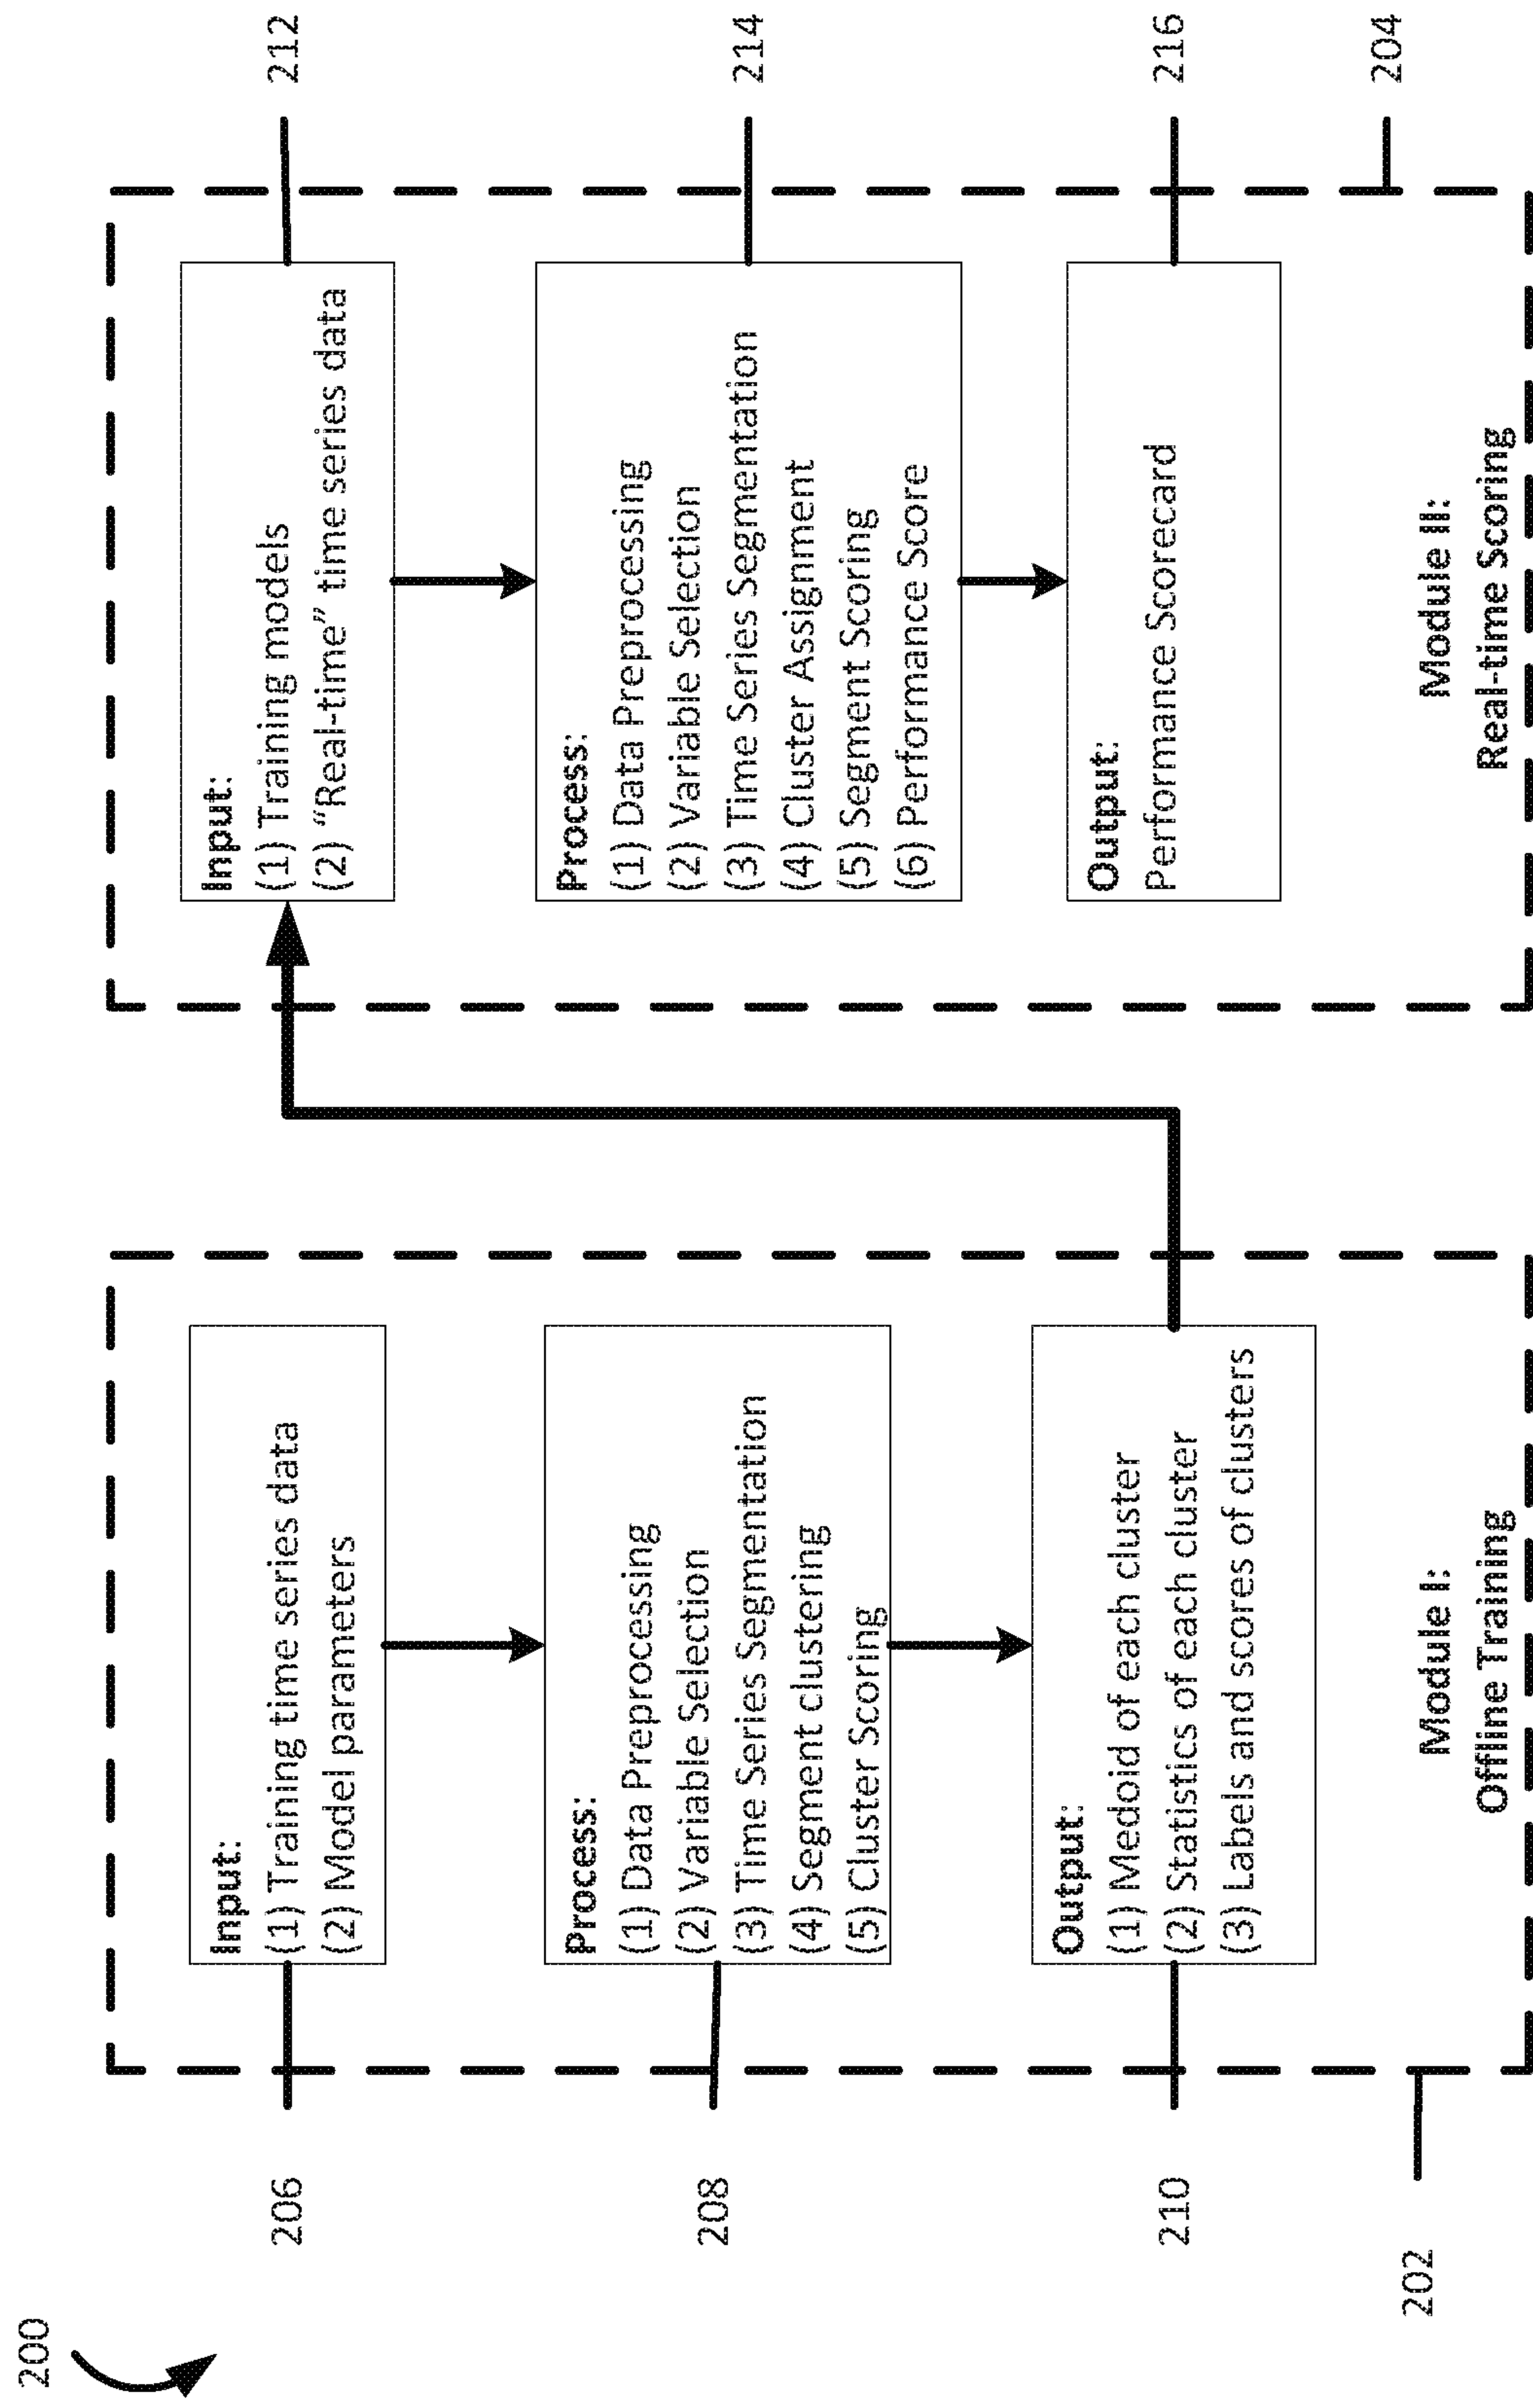 200
206
Input:
(1) Training time series data
(2) Model parameters
208
Process:
(1) Data Preprocessing
(2) Variable Selection
(3) Time Series Segmentation
(4) Segment clustering
(5) Cluster Scoring
210
Output:
(1) Medoid of each cluster
(2) Statistics of each cluster
(3) Labels and scores of clusters
202
Module I:
Offline Training
Input:
(1) Training models
(2) “Real-time” time series data
212
Process:
(1) Data Preprocessing
(2) Variable Selection
(3) Time Series Segmentation
(4) Cluster Assignment
(5) Segment Scoring
(6) Performance Score
214
Output:
Performance Scorecard
216
Module II:
Real-time Scoring
204